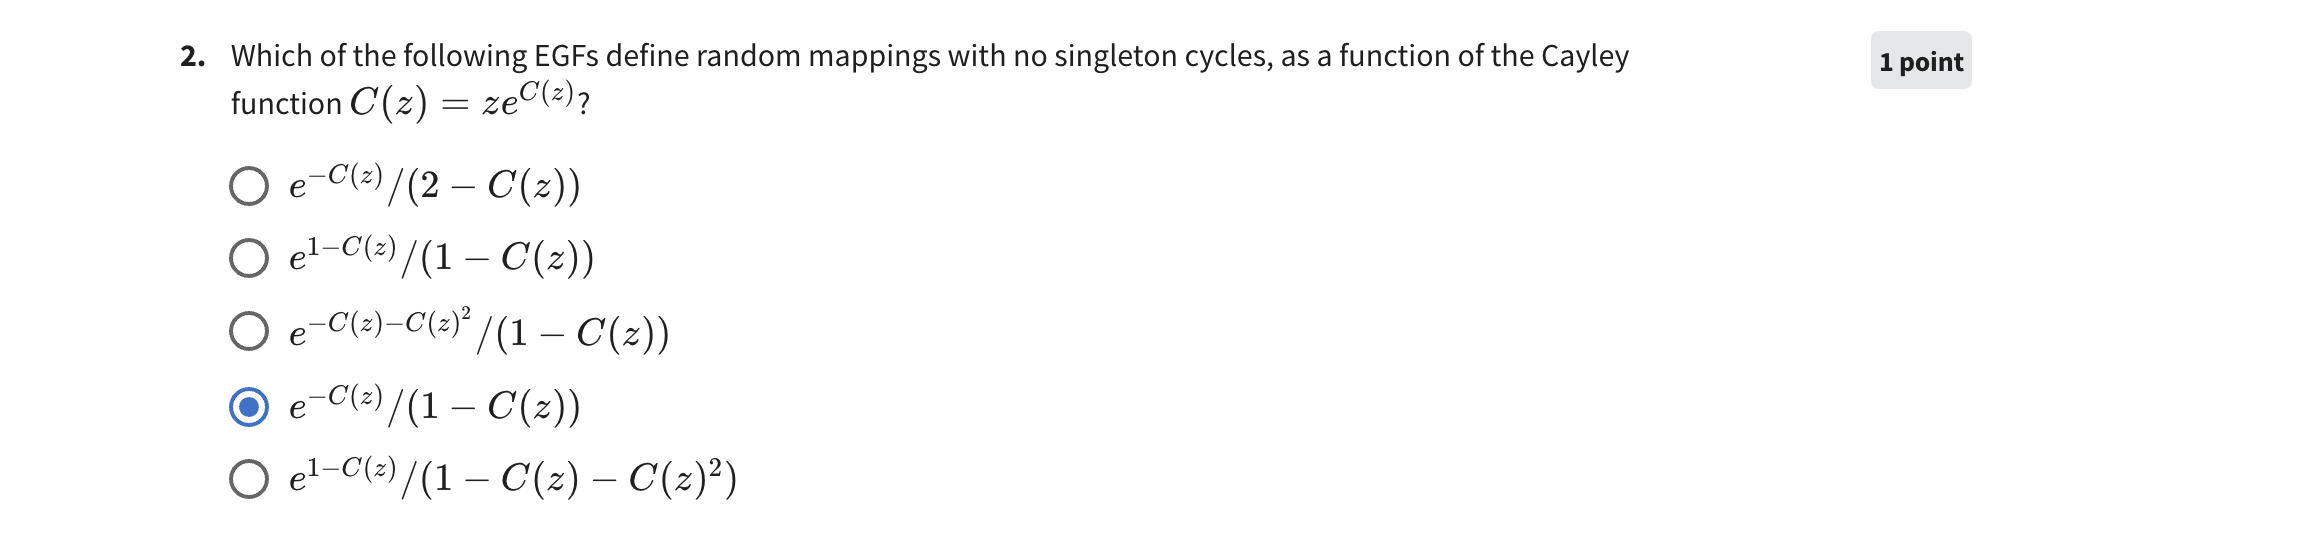 2. Which of the following EGFs define random mappings with no singleton cycles, as a function of the Cayley
function C(z) = ze^{C(z)}?
1 point
e^{−C(z)}/(2 − C(z))
e^{1−C(z)}/(1 − C(z))
e^{−C(z)−C(z)^2}/(1 − C(z))
e^{−C(z)}/(1 − C(z))
e^{1−C(z)}/(1 − C(z) − C(z)^2)